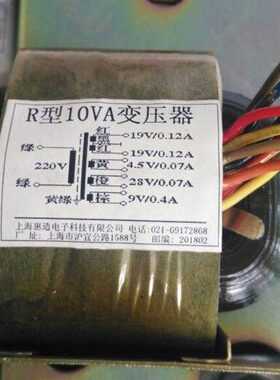 R型10VA变压器
红
19V/0.12A
黑
黑
红
19V/0.12A
绿
黄
4.5V/0.07A
220V
橙
28V/0.07A
绿
黄绿
棕
9V/0.4A
上海惠造电子科技有限公司 电话:021-69172868
厂 址: 上海市沪宜公路1588号 邮编: 201802